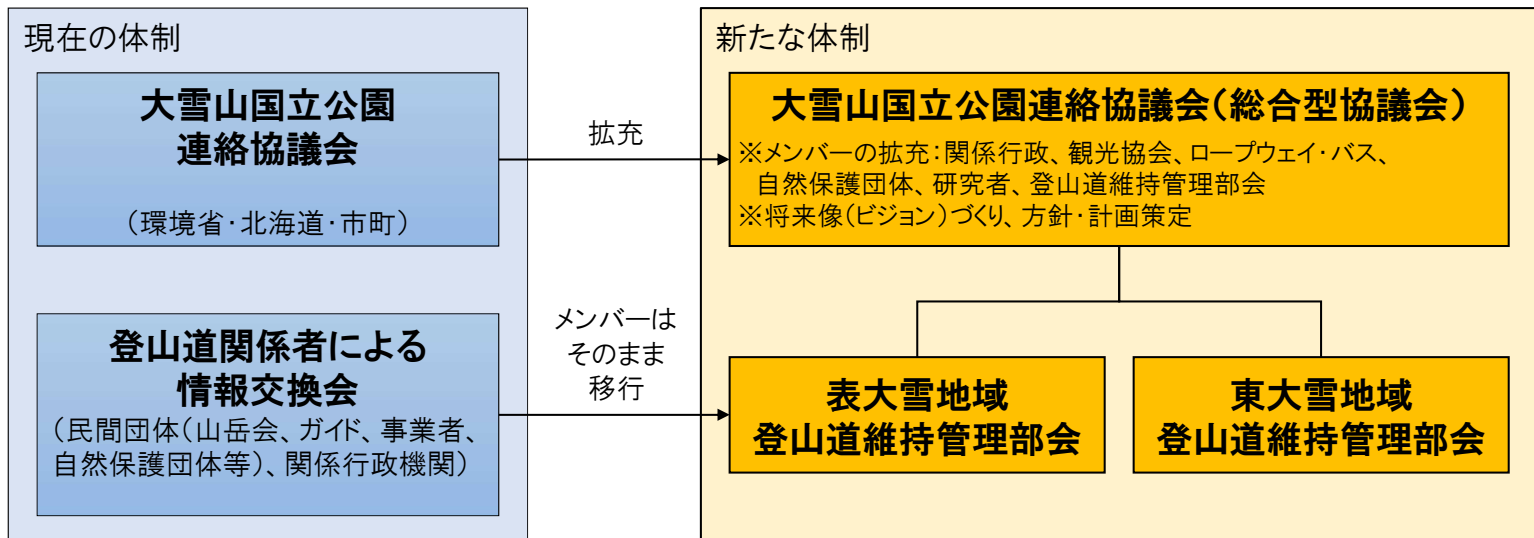 現在の体制
大雪山国立公園
連絡協議会
（環境省・北海道・市町）
登山道関係者による
情報交換会
（民間団体（山岳会、ガイド、事業者、
自然保護団体等）、関係行政機関）
拡充
メンバーは
そのまま
移行
新たな体制
大雪山国立公園連絡協議会（総合型協議会）
※メンバーの拡充：関係行政、観光協会、ロープウェイ・バス、
自然保護団体、研究者、登山道維持管理部会
※将来像（ビジョン）づくり、方針・計画策定
表大雪地域
登山道維持管理部会
東大雪地域
登山道維持管理部会